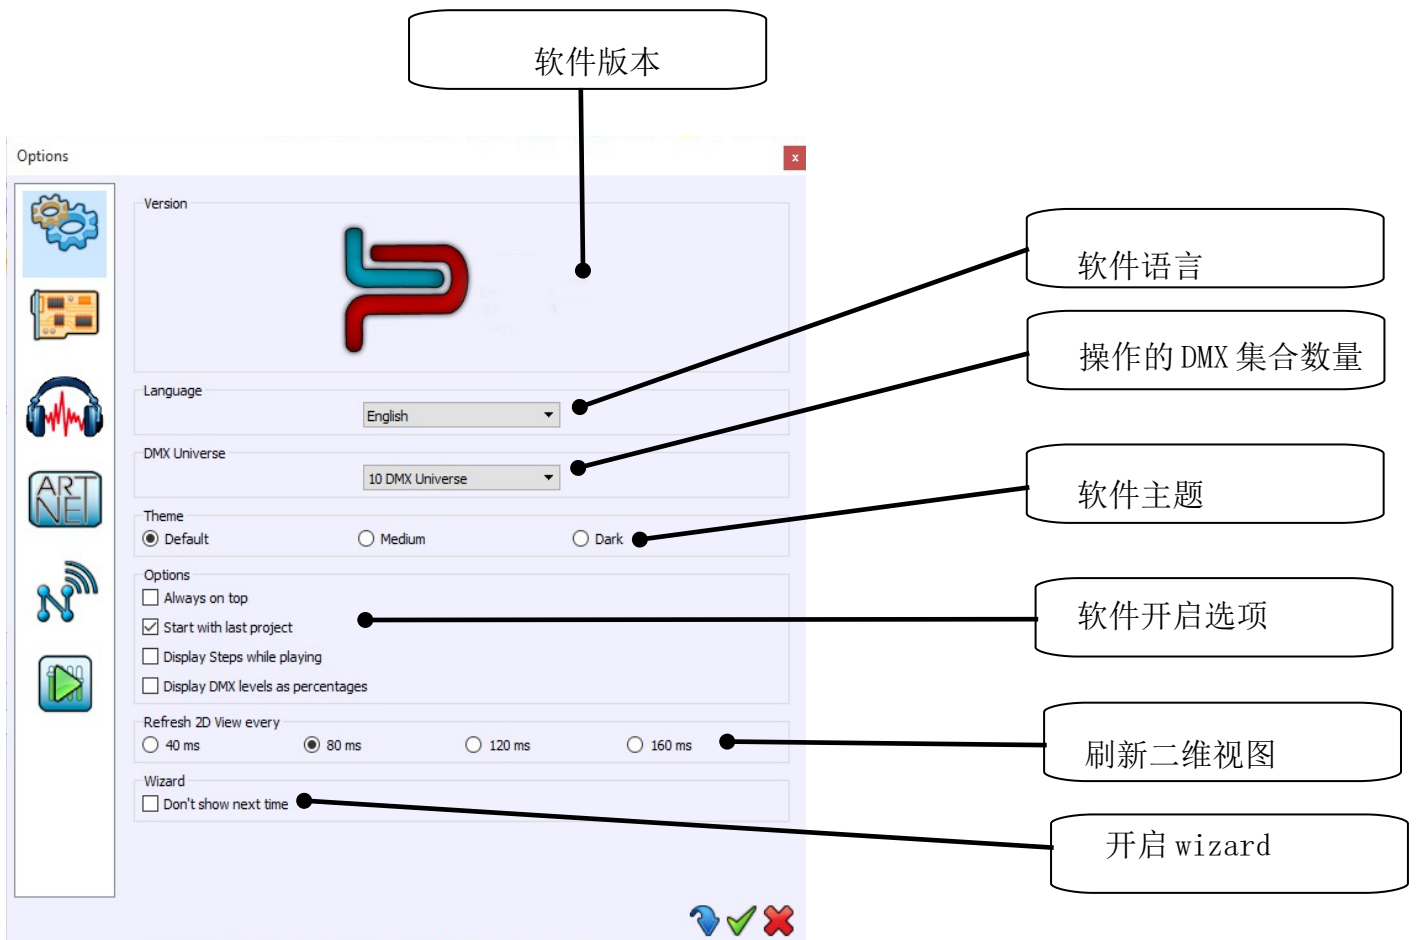 软件版本
Options
x
Version
软件语言
操作的 DMX 集合数量
Language
English
DMX Universe
10 DMX Universe
ART
NET
软件主题
Theme
Default
Medium
Dark
Options
Always on top
软件开启选项
Start with last project
Display Steps while playing
Display DMX levels as percentages
Refresh 2D View every
40 ms
80 ms
120 ms
160 ms
刷新二维视图
Wizard
Don't show next time
开启 wizard